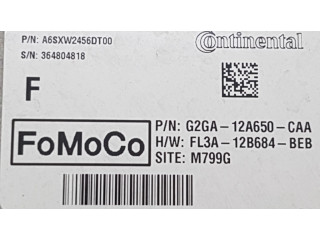 P/N: A6SXW2456DT00
S/N: 364804818
Continental
F
FoMoCo
P/N: G2GA-12A650-CAA
H/W: FL3A-12B684-BEB
SITE: M799G